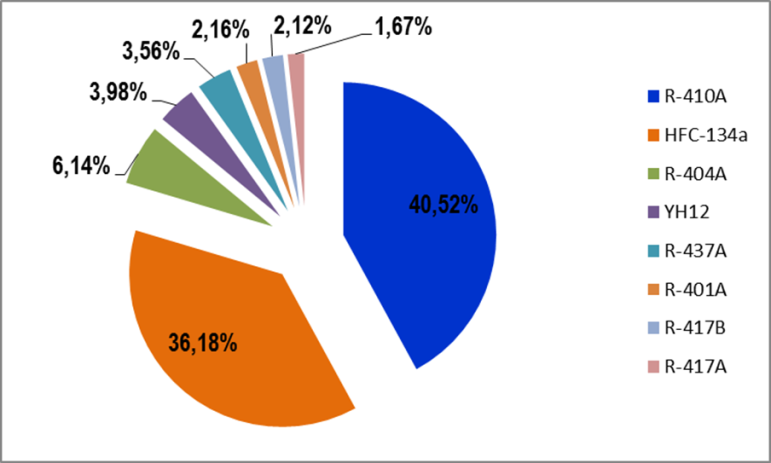 2,16%
2,12%
1,67%
3,56%
3,98%
6,14%
40,52%
36,18%
R-410A
HFC-134a
R-404A
YH12
R-437A
R-401A
R-417B
R-417A